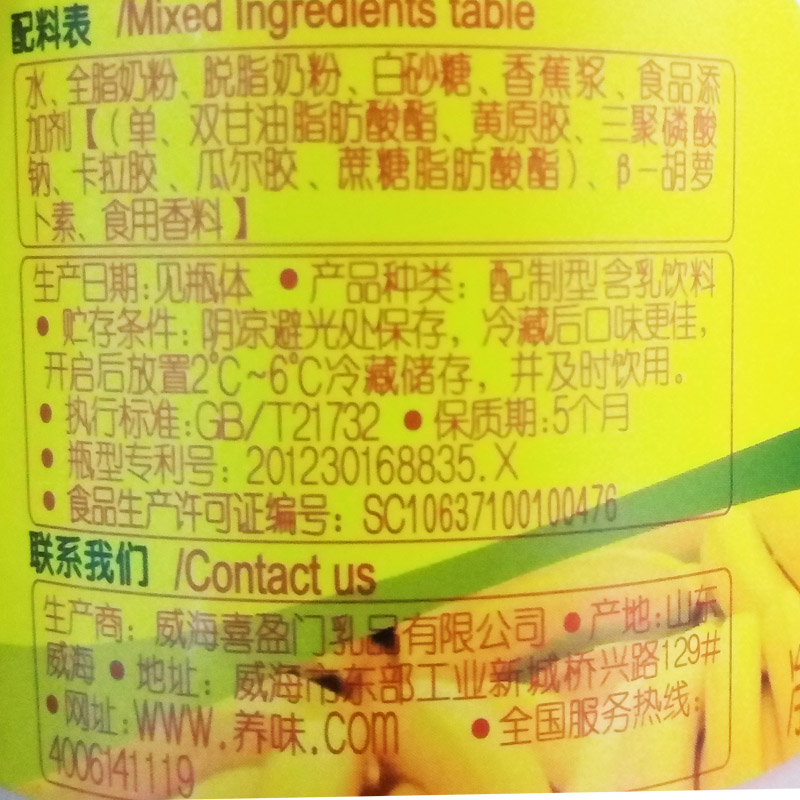 配料表 /Mixed Ingredients table
水、全脂奶粉、脱脂奶粉、白砂糖、香蕉浆、食品添
加剂【(单、双甘油脂肪酸酯、黄原胶、三聚磷酸
钠、卡拉胶、瓜尔胶、蔗糖脂肪酸酯)、β-胡萝
卜素、食用香料】
生产日期:见瓶体 ●产品种类:配制型含乳饮料
●贮存条件:阴凉避光处保存,冷藏后口味更佳,
开启后放置2℃~6℃冷藏储存,并及时饮用。
●执行标准:GB/T21732 ●保质期:5个月
●瓶型专利号:201230168835.X
●食品生产许可证编号:SC10637100100476
联系我们 /Contact us
生产商:威海喜盈门乳品有限公司 ●产地:山东
威海 ●地址:威海市东部工业新城桥兴路129#
●网址:WWW.养味.com ●全国服务热线:
4006141119